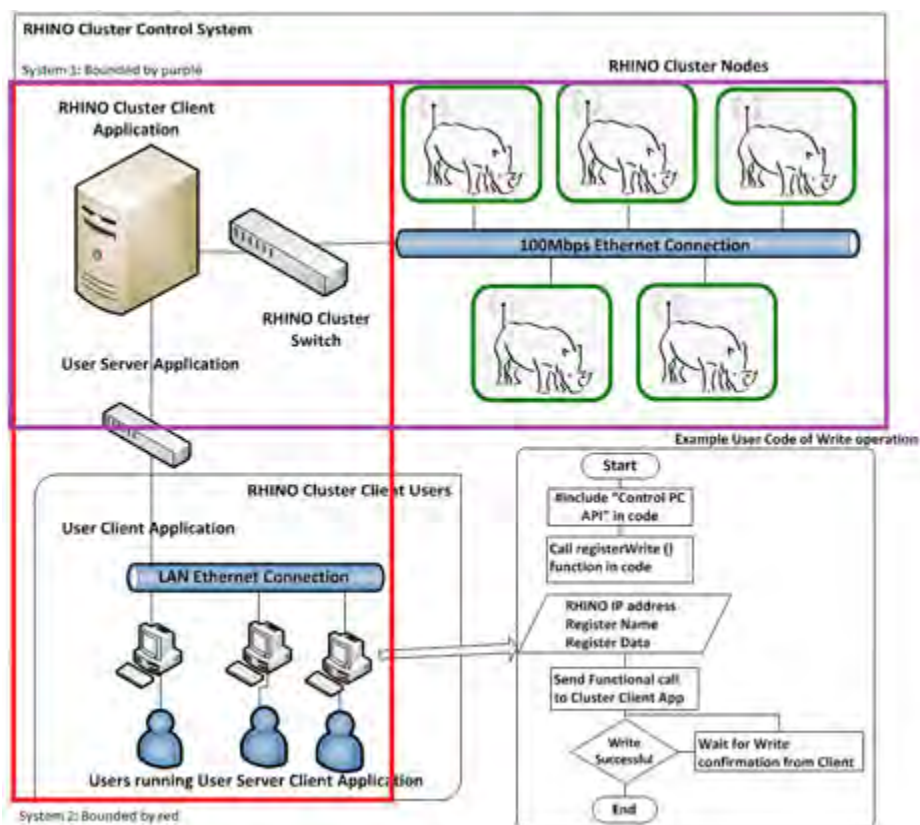 RHINO Cluster Control System
System 1: Bounded by purple
RHINO Cluster Nodes
RHINO Cluster Client
Application
100Mbps Ethernet Connection
RHINO Cluster
Switch
User Server Application
Example User Code of Write operation
Start
#include "Control PC
API" in code
Call registerWrite ()
function in code
RHINO IP address
Register Name
Register Data
Send Functional call
to Cluster Client App
Write
Successful
Wait for Write
confirmation from Client
End
RHINO Cluster Client Users
User Client Application
LAN Ethernet Connection
Users running User Server Client Application
System 2: Bounded by red